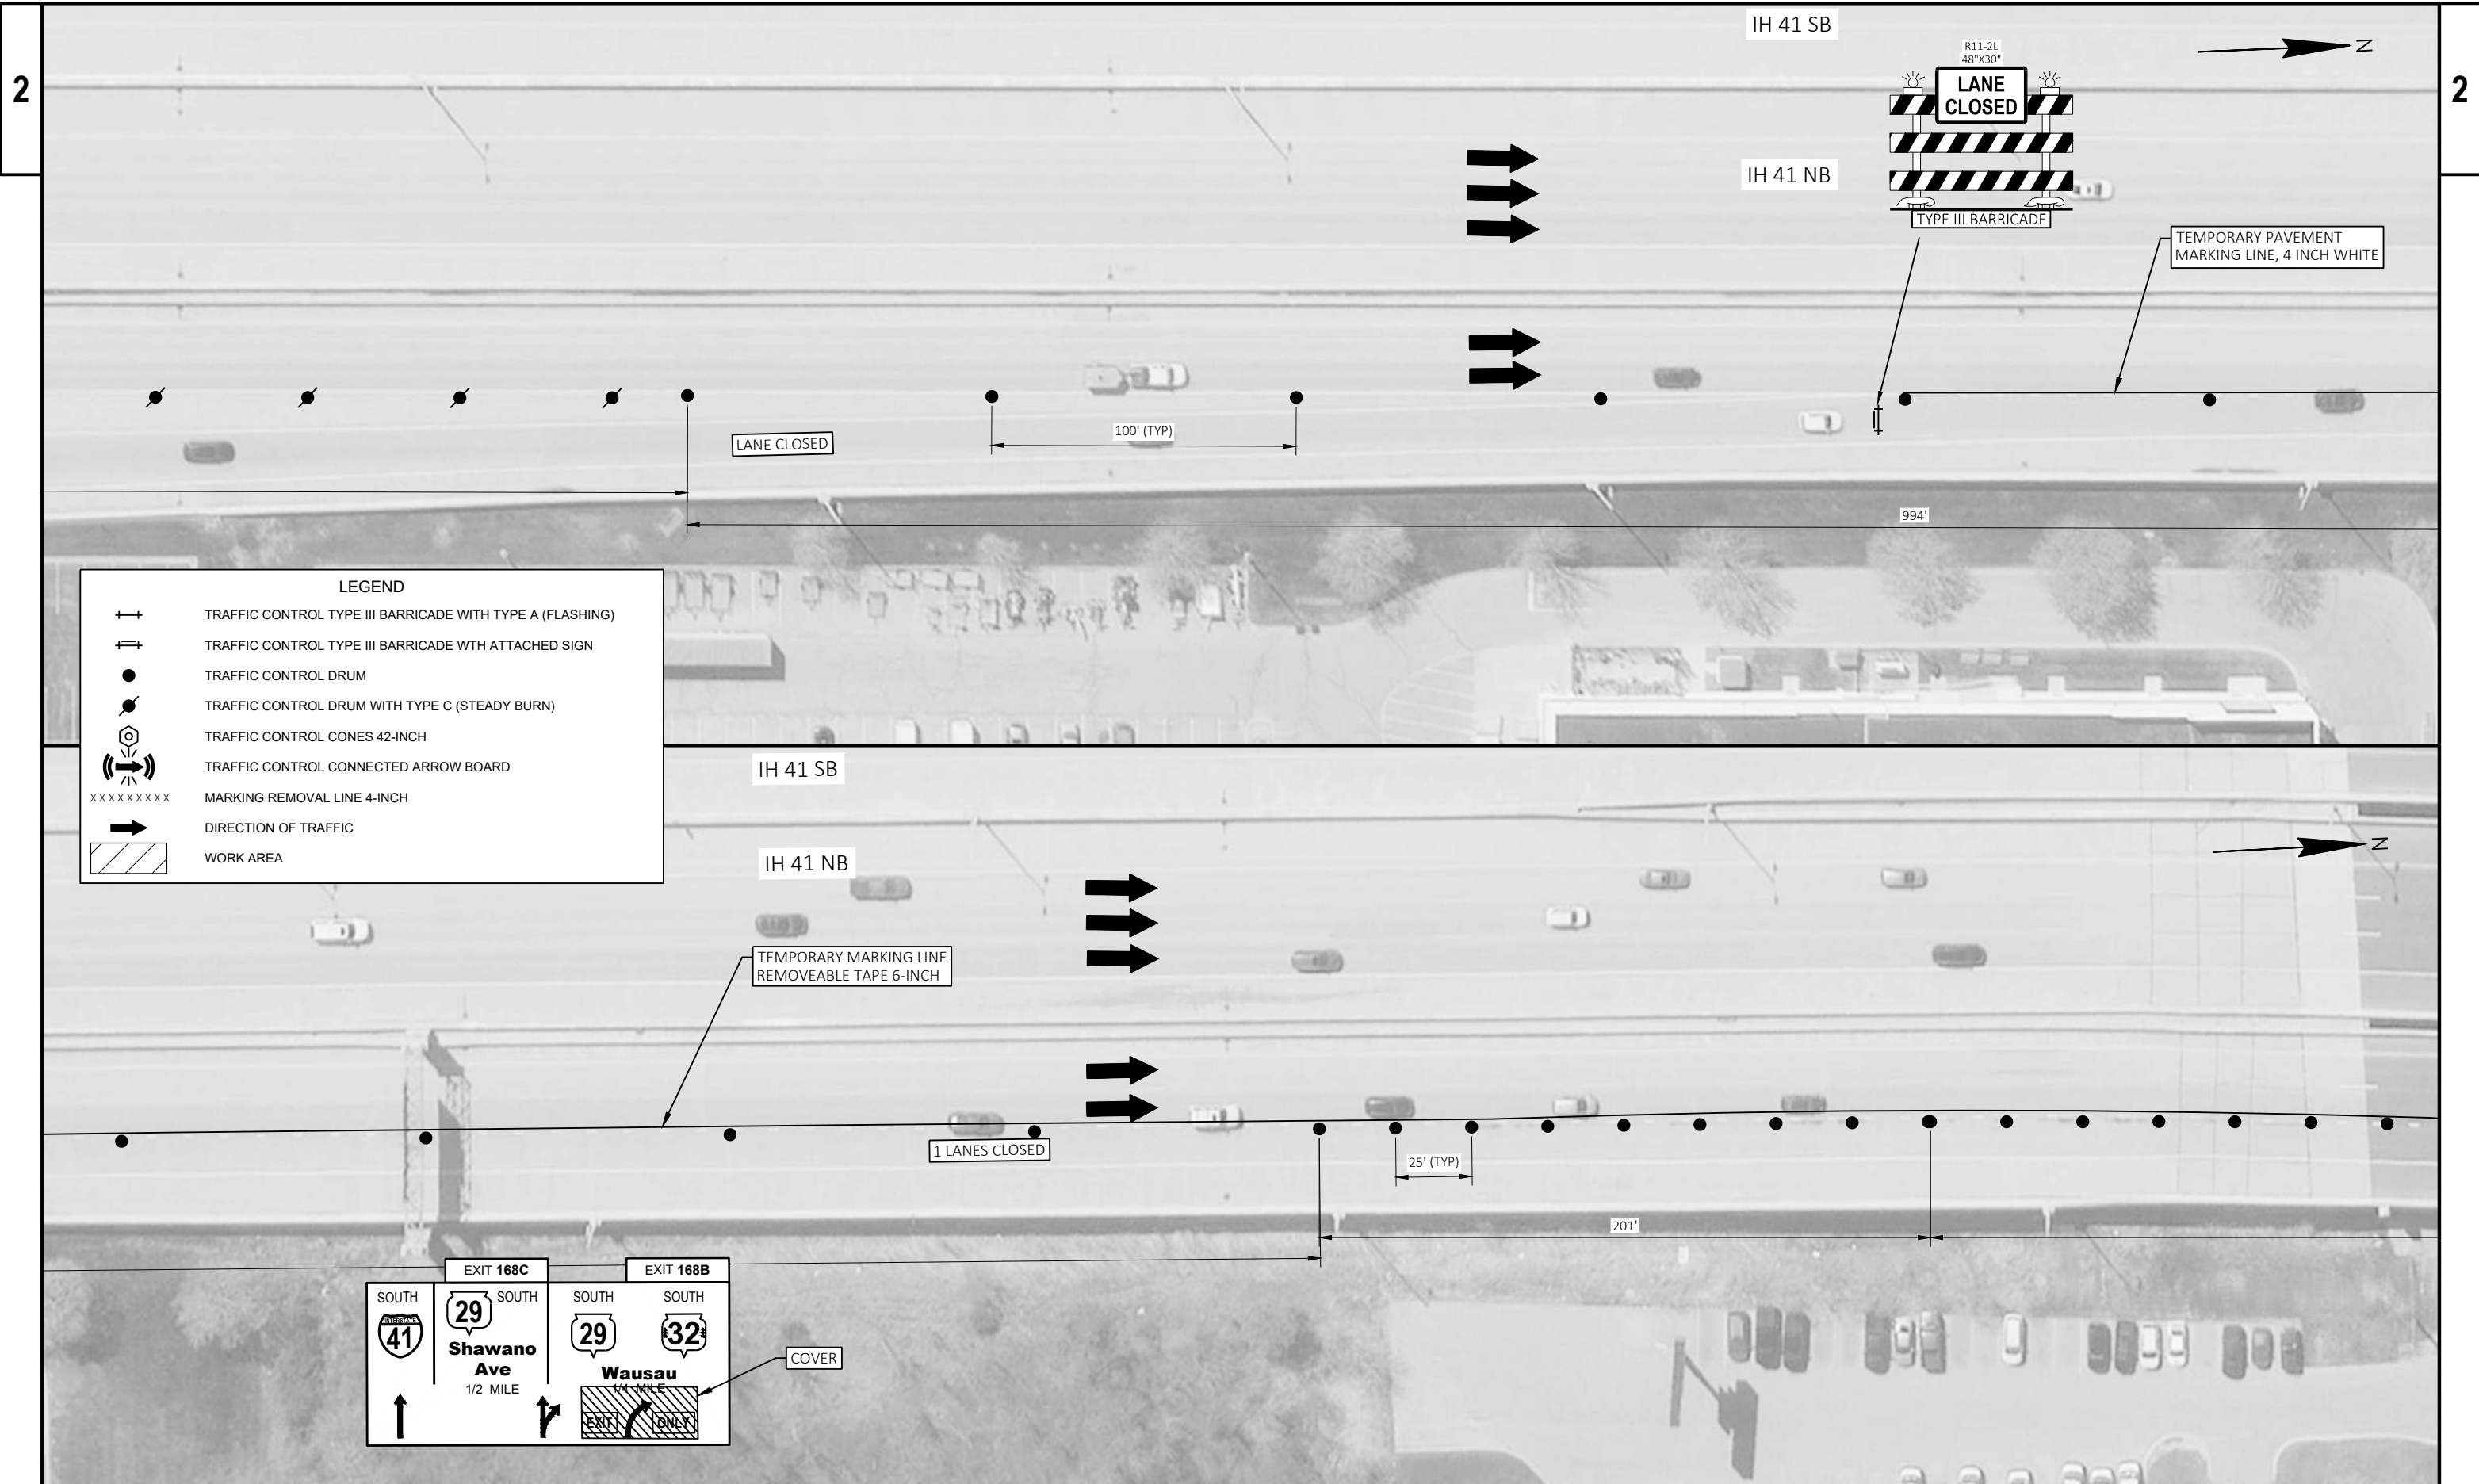 2
2
IH 41 SB
R11-2L
48"X30"
LANE
CLOSED
N
IH 41 NB
TYPE III BARRICADE
TEMPORARY PAVEMENT
MARKING LINE, 4 INCH WHITE
LANE CLOSED
100' (TYP)
994'
LEGEND
TRAFFIC CONTROL TYPE III BARRICADE WITH TYPE A (FLASHING)
TRAFFIC CONTROL TYPE III BARRICADE WTH ATTACHED SIGN
TRAFFIC CONTROL DRUM
TRAFFIC CONTROL DRUM WITH TYPE C (STEADY BURN)
TRAFFIC CONTROL CONES 42-INCH
TRAFFIC CONTROL CONNECTED ARROW BOARD
XXXXXXXXX MARKING REMOVAL LINE 4-INCH
DIRECTION OF TRAFFIC
WORK AREA
IH 41 SB
IH 41 NB
N
TEMPORARY MARKING LINE
REMOVEABLE TAPE 6-INCH
1 LANES CLOSED
25' (TYP)
201'
EXIT 168C
EXIT 168B
SOUTH
INTERSTATE
41
29 SOUTH
Shawano
Ave
1/2 MILE
SOUTH SOUTH
29 32
Wausau
1/4 MILE
EXIT ONLY
COVER